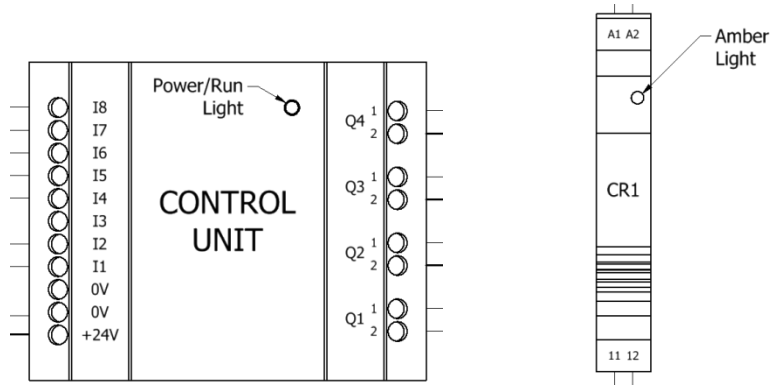 Power/Run
Light
I8
I7
I6
I5
I4
I3
I2
I1
0V
0V
+24V
CONTROL
UNIT
Q4 1
2
Q3 1
2
Q2 1
2
Q1 1
2
A1 A2
Amber
Light
CR1
11 12